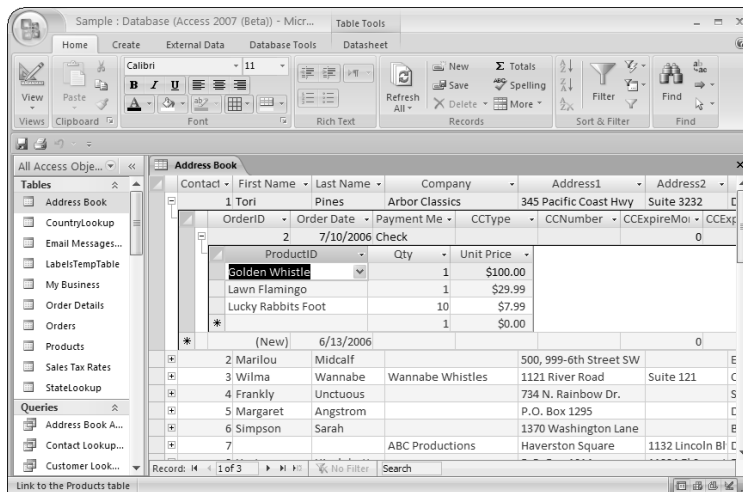 Sample : Database (Access 2007 (Beta)) - Micr... Table Tools
Home Create External Data Database Tools Datasheet
Calibri 11
New Σ Totals
B I U
Save Spelling
View Paste Refresh All Delete More Filter Find
Views Clipboard Font Rich Text Records Sort & Filter Find
All Access Obje... Address Book
Tables Contact First Name Last Name Company Address1 Address2
Address Book 1 Tori Pines Arbor Classics 345 Pacific Coast Hwy Suite 3232
CountryLookup OrderID Order Date Payment Me CCType CCNumber CCExpireMo CCExp
Email Messages... 2 7/10/2006 Check 0
LabelsTempTable ProductID Qty Unit Price
My Business Golden Whistle 1 $100.00
Order Details Lawn Flamingo 1 $29.99
Orders Lucky Rabbits Foot 10 $7.99
Products 1 $0.00
Sales Tax Rates (New) 6/13/2006 0
StateLookup 2 Marilou Midcalf 500, 999-6th Street SW E
3 Wilma Wannabe Wannabe Whistles 1121 River Road Suite 121 C
4 Frankly Unctuous 734 N. Rainbow Dr. S
Queries 5 Margaret Angstrom P.O. Box 1295 D
Address Book A... 6 Simpson Sarah 1370 Washington Lane B
Contact Lookup... 7 ABC Productions Haverston Square 1132 Lincoln Bl D
Customer Look... Record: 1 of 3 No Filter Search
Link to the Products table